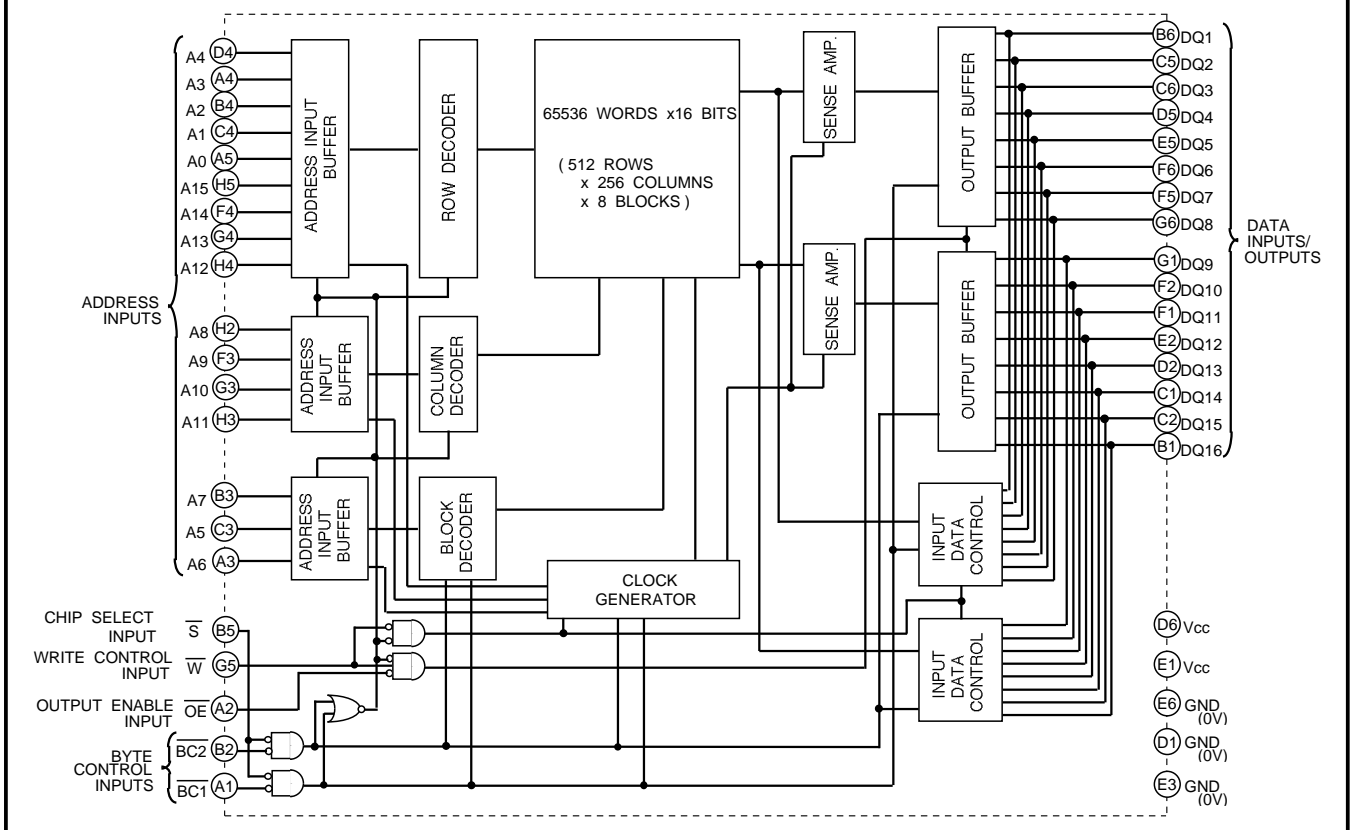 A4 D4
A3 A4
A2 B4
A1 C4
A0 A5
A15 H5
A14 F4
A13 G4
A12 H4
ADDRESS
INPUTS
A8 H2
A9 F3
A10 G3
A11 H3
A7 B3
A5 C3
A6 A3
CHIP SELECT
INPUT
S B5
WRITE CONTROL
INPUT
W G5
OUTPUT ENABLE
INPUT
OE A2
BYTE
CONTROL
INPUTS
BC2 B2
BC1 A1
ADDRESS INPUT
BUFFER
ADDRESS
INPUT
BUFFER
ADDRESS
INPUT
BUFFER
ROW DECODER
COLUMN
DECODER
BLOCK
DECODER
65536 WORDS x16 BITS
( 512 ROWS
x 256 COLUMNS
x 8 BLOCKS )
CLOCK
GENERATOR
SENSE AMP.
SENSE AMP.
OUTPUT BUFFER
OUTPUT BUFFER
INPUT
DATA
CONTROL
INPUT
DATA
CONTROL
B6 DQ1
C5 DQ2
C6 DQ3
D5 DQ4
E5 DQ5
F6 DQ6
F5 DQ7
G6 DQ8
G1 DQ9
F2 DQ10
F1 DQ11
E2 DQ12
D2 DQ13
C1 DQ14
C2 DQ15
B1 DQ16
DATA
INPUTS/
OUTPUTS
D6 Vcc
E1 Vcc
E6 GND
(0V)
D1 GND
(0V)
E3 GND
(0V)